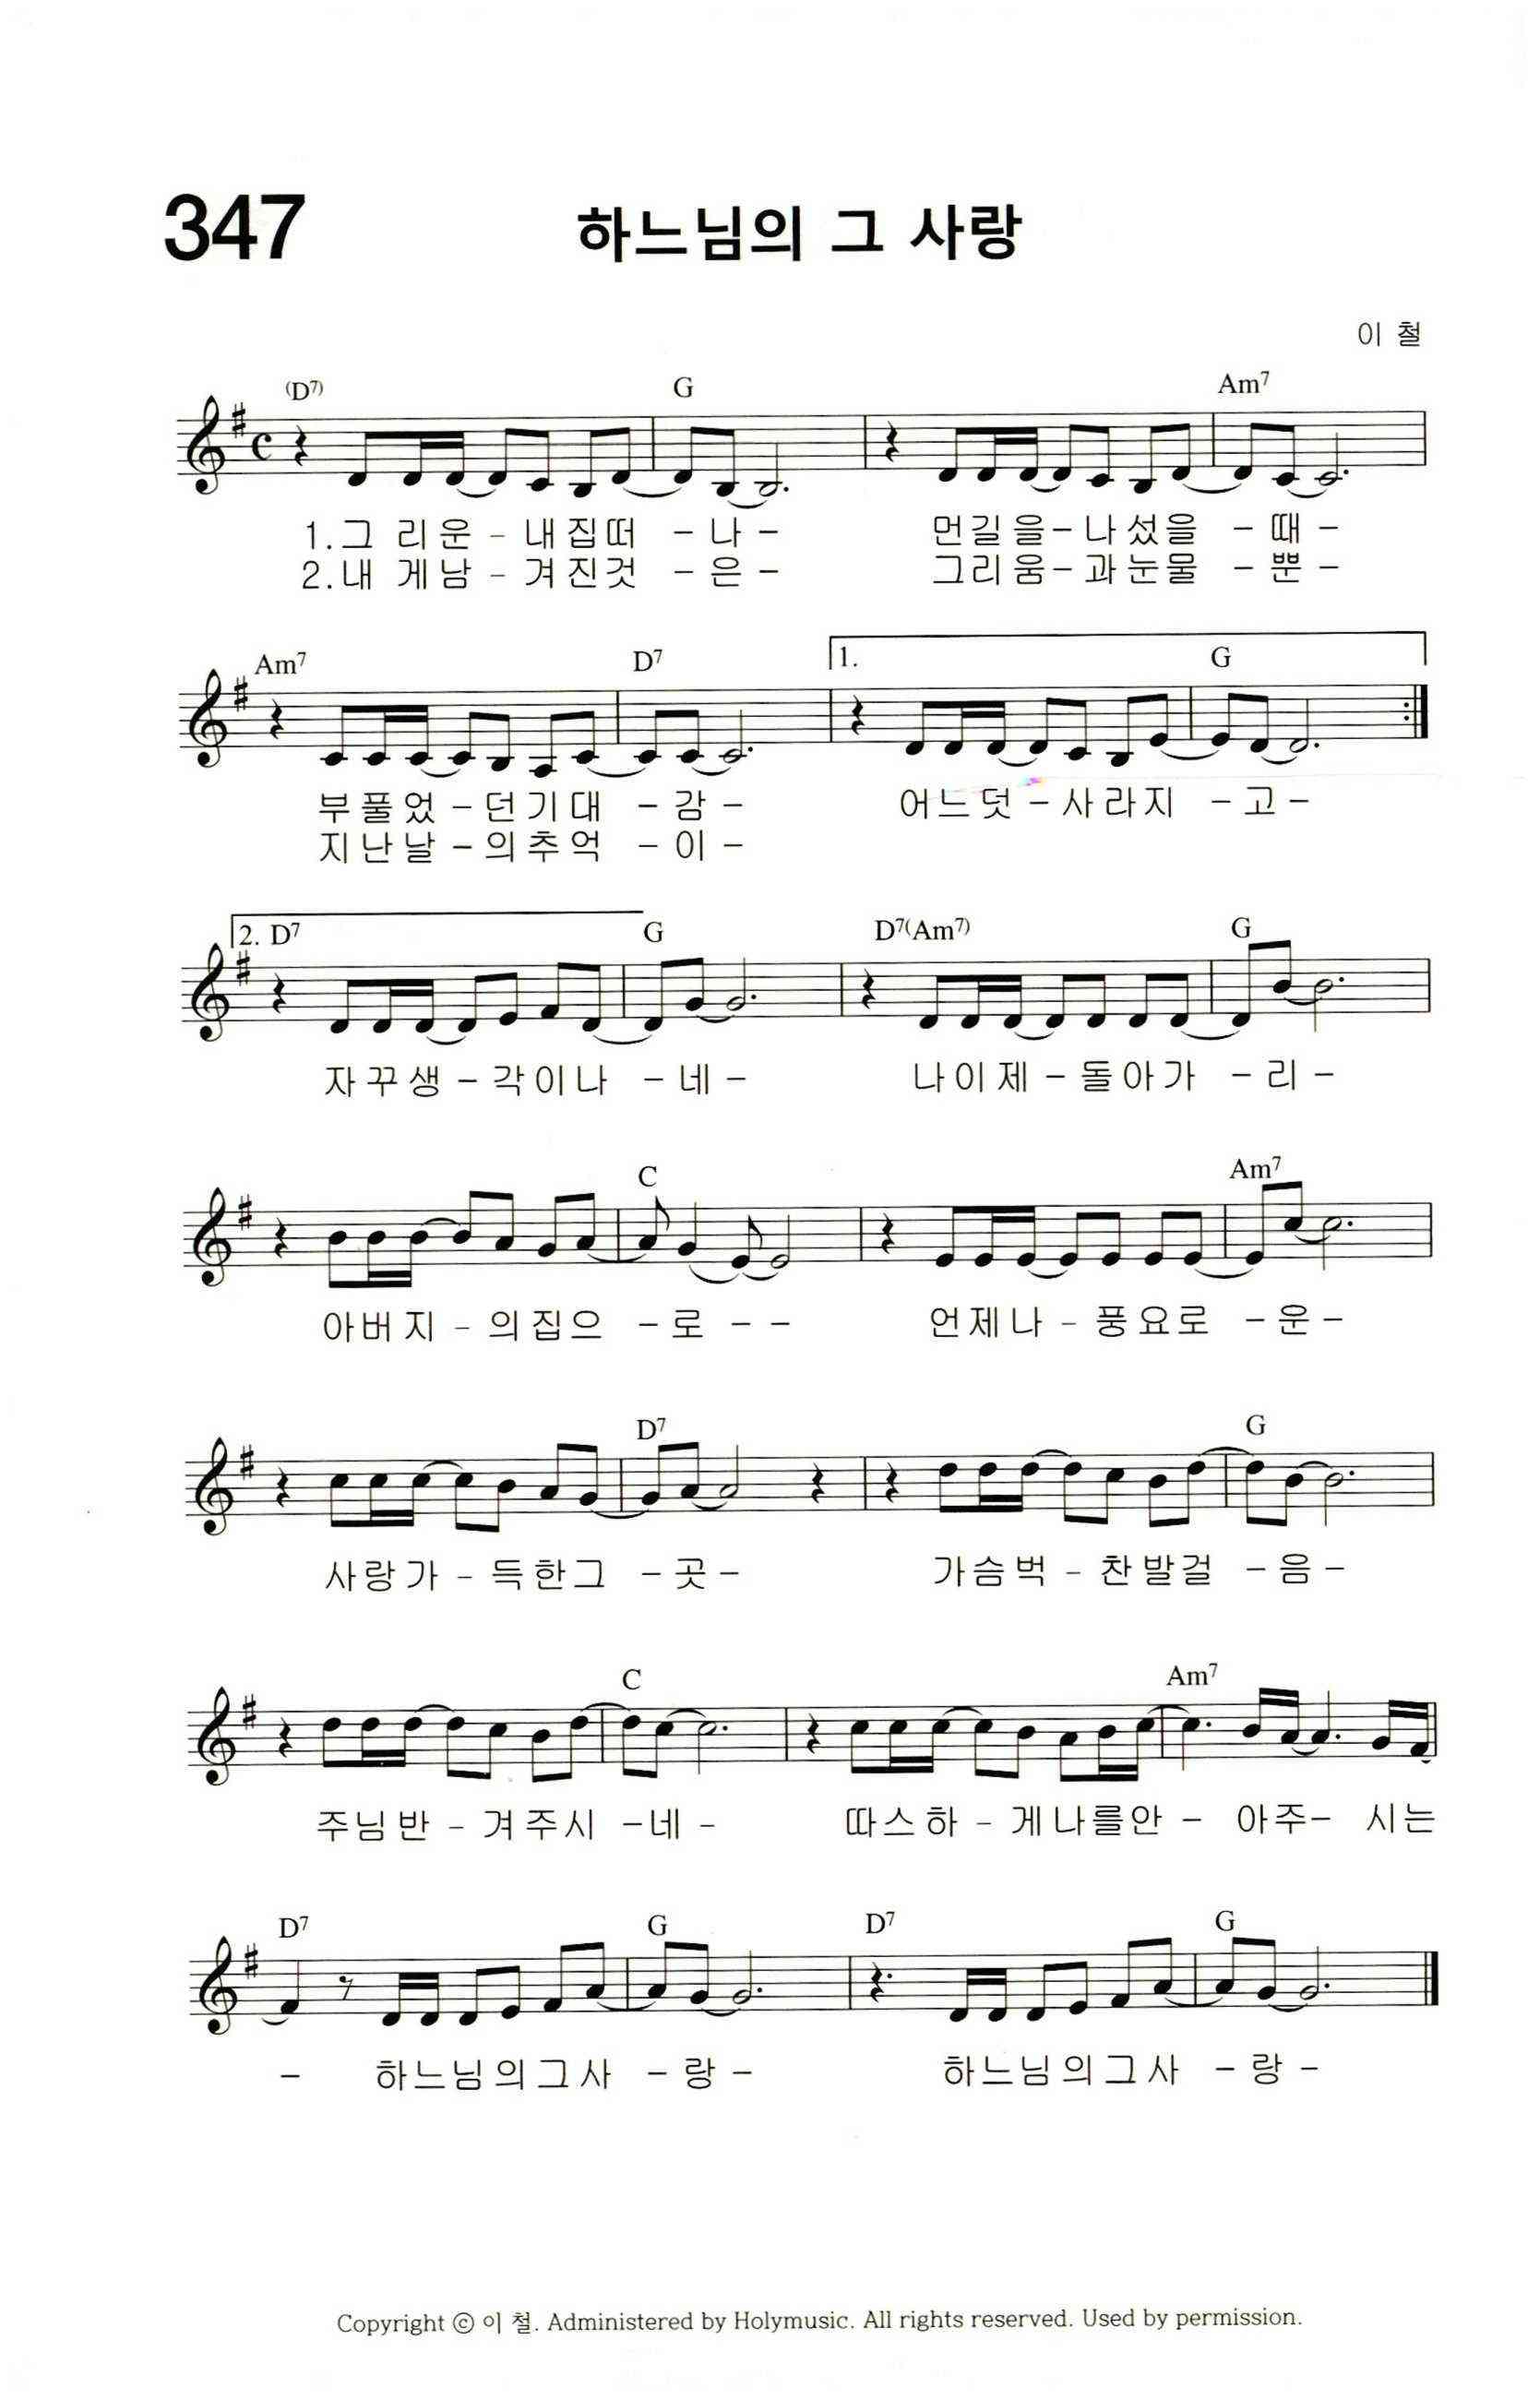 347 하느님의 그 사랑
이 철
(D7) G Am7
1.그 리운 - 내집떠 - 나 - 먼길을 - 나섰을 - 때 -
2.내 게남 - 겨진것 - 은 - 그리움 - 과눈물 - 뿐 -
Am7 D7 1. G
부풀었 - 던기대 - 감 - 어느덧 - 사라지 - 고 -
지난날 - 의추억 - 이 -
2. D7 G D7(Am7) G
자꾸생 - 각이나 - 네 - 나이제 - 돌아가 - 리 -
C Am7
아버지 - 의집으 - 로 - - 언제나 - 풍요로 - 운 -
D7 G
사랑가 - 득한그 - 곳 - 가슴벅 - 찬발걸 - 음 -
C Am7
주님반 - 겨주시 - 네 - 따스하 - 게나를안 - 아주 - 시는
D7 G D7 G
- 하느님의그사 - 랑 - 하느님의그사 - 랑 -
Copyright ⓒ 이 철. Administered by Holymusic. All rights reserved. Used by permission.